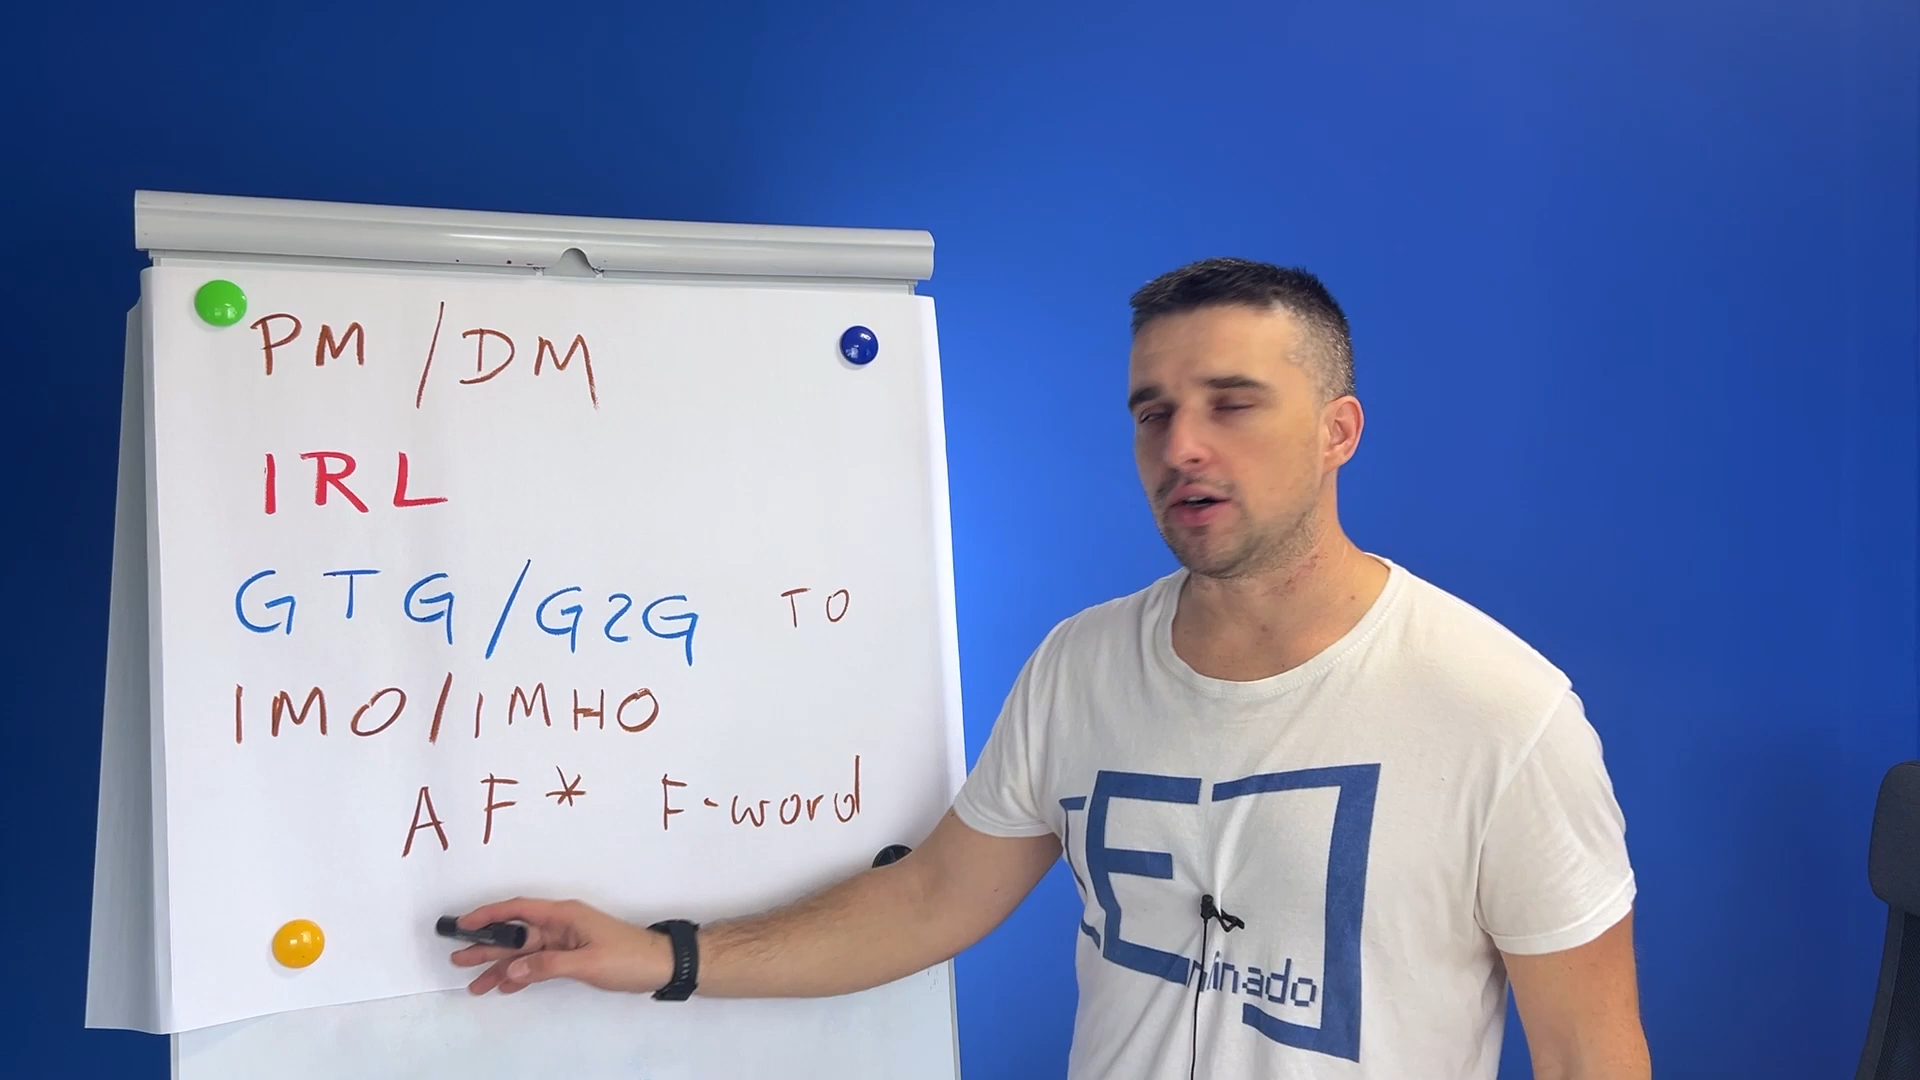 PM / DM
IRL
GTG / G2G TO
IMO / IMHO
AF* F-word